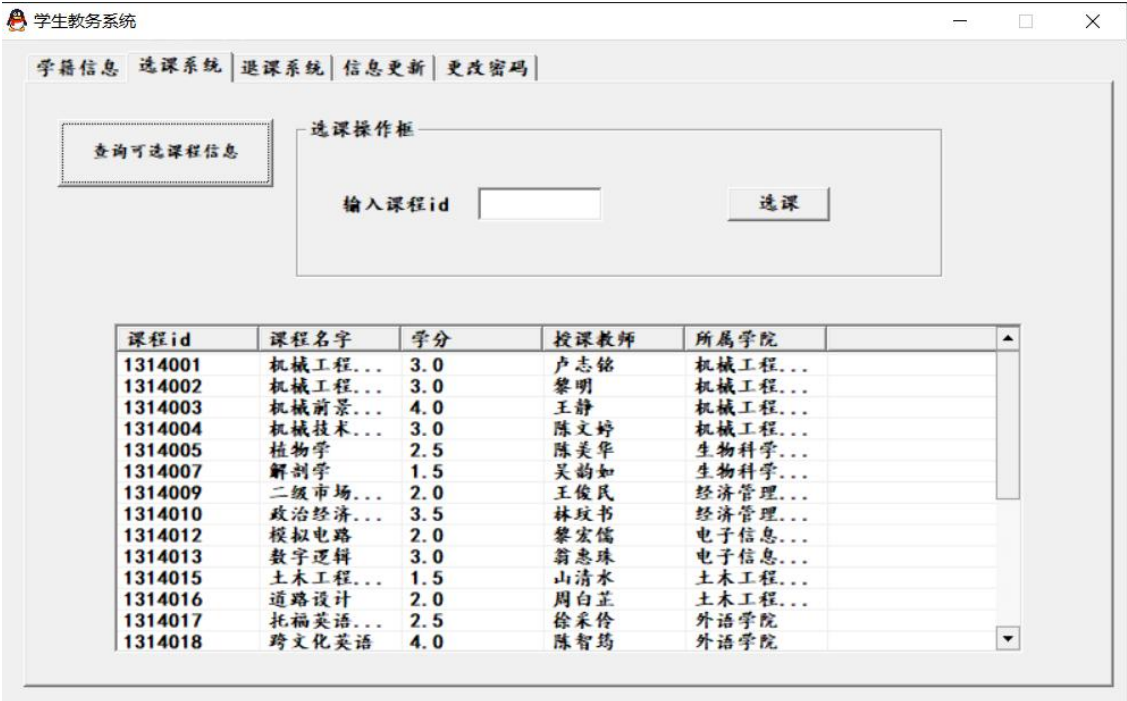 学生教务系统
学籍信息 选课系统 退课系统 信息更新 更改密码
查询可选课程信息
选课操作框
输入课程id 选课
课程id 课程名字 学分 授课教师 所属学院
1314001 机械工程... 3.0 卢志铭 机械工程...
1314002 机械工程... 3.0 黎明 机械工程...
1314003 机械前景... 4.0 王静 机械工程...
1314004 机械技术... 3.0 陈文婷 机械工程...
1314005 植物学 2.5 陈美华 生物科学...
1314007 解剖学 1.5 吴韵如 生物科学...
1314009 二级市场... 2.0 王俊民 经济管理...
1314010 政治经济... 3.5 林玟书 经济管理...
1314012 模拟电路 2.0 黎宏儒 电子信息...
1314013 数字逻辑 3.0 翁惠珠 电子信息...
1314015 土木工程... 1.5 山清水 土木工程...
1314016 道路设计 2.0 周白芷 土木工程...
1314017 托福英语... 2.5 徐采伶 外语学院
1314018 跨文化英语 4.0 陈智筠 外语学院